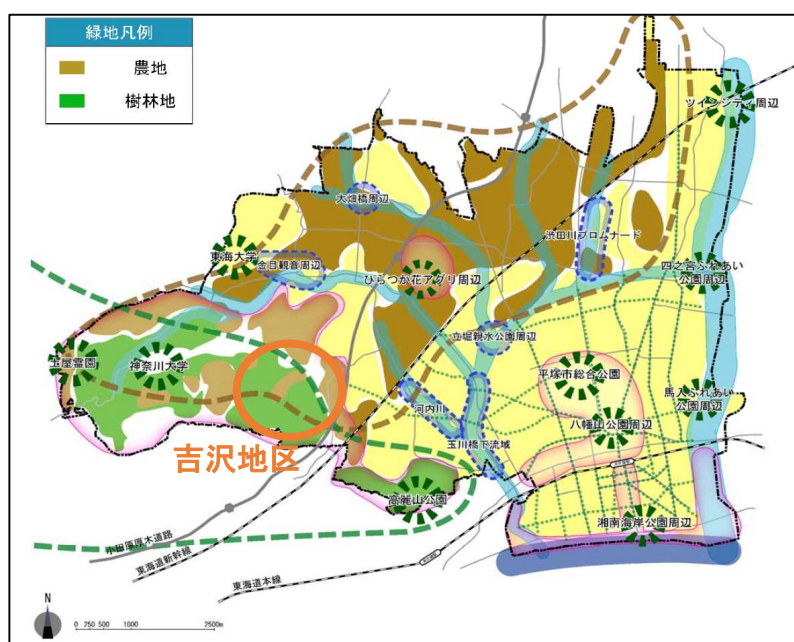 緑地凡例
農地
樹林地
ツインシティ周辺
大畑橋周辺
渋田川プロムナード
東海大学
金目観音周辺
ひらつか花アグリ周辺
四之宮ふれあい
公園周辺
立堀親水公園周辺
土屋霊園
神奈川大学
平塚市総合公園
河内川
馬入ふれあい
公園周辺
八幡山公園周辺
玉川橋下流域
吉沢地区
高麗山公園
湘南海岸公園周辺
小田原厚木道路
東海道新幹線
東海道本線
N
0 250 500 1000 2500m